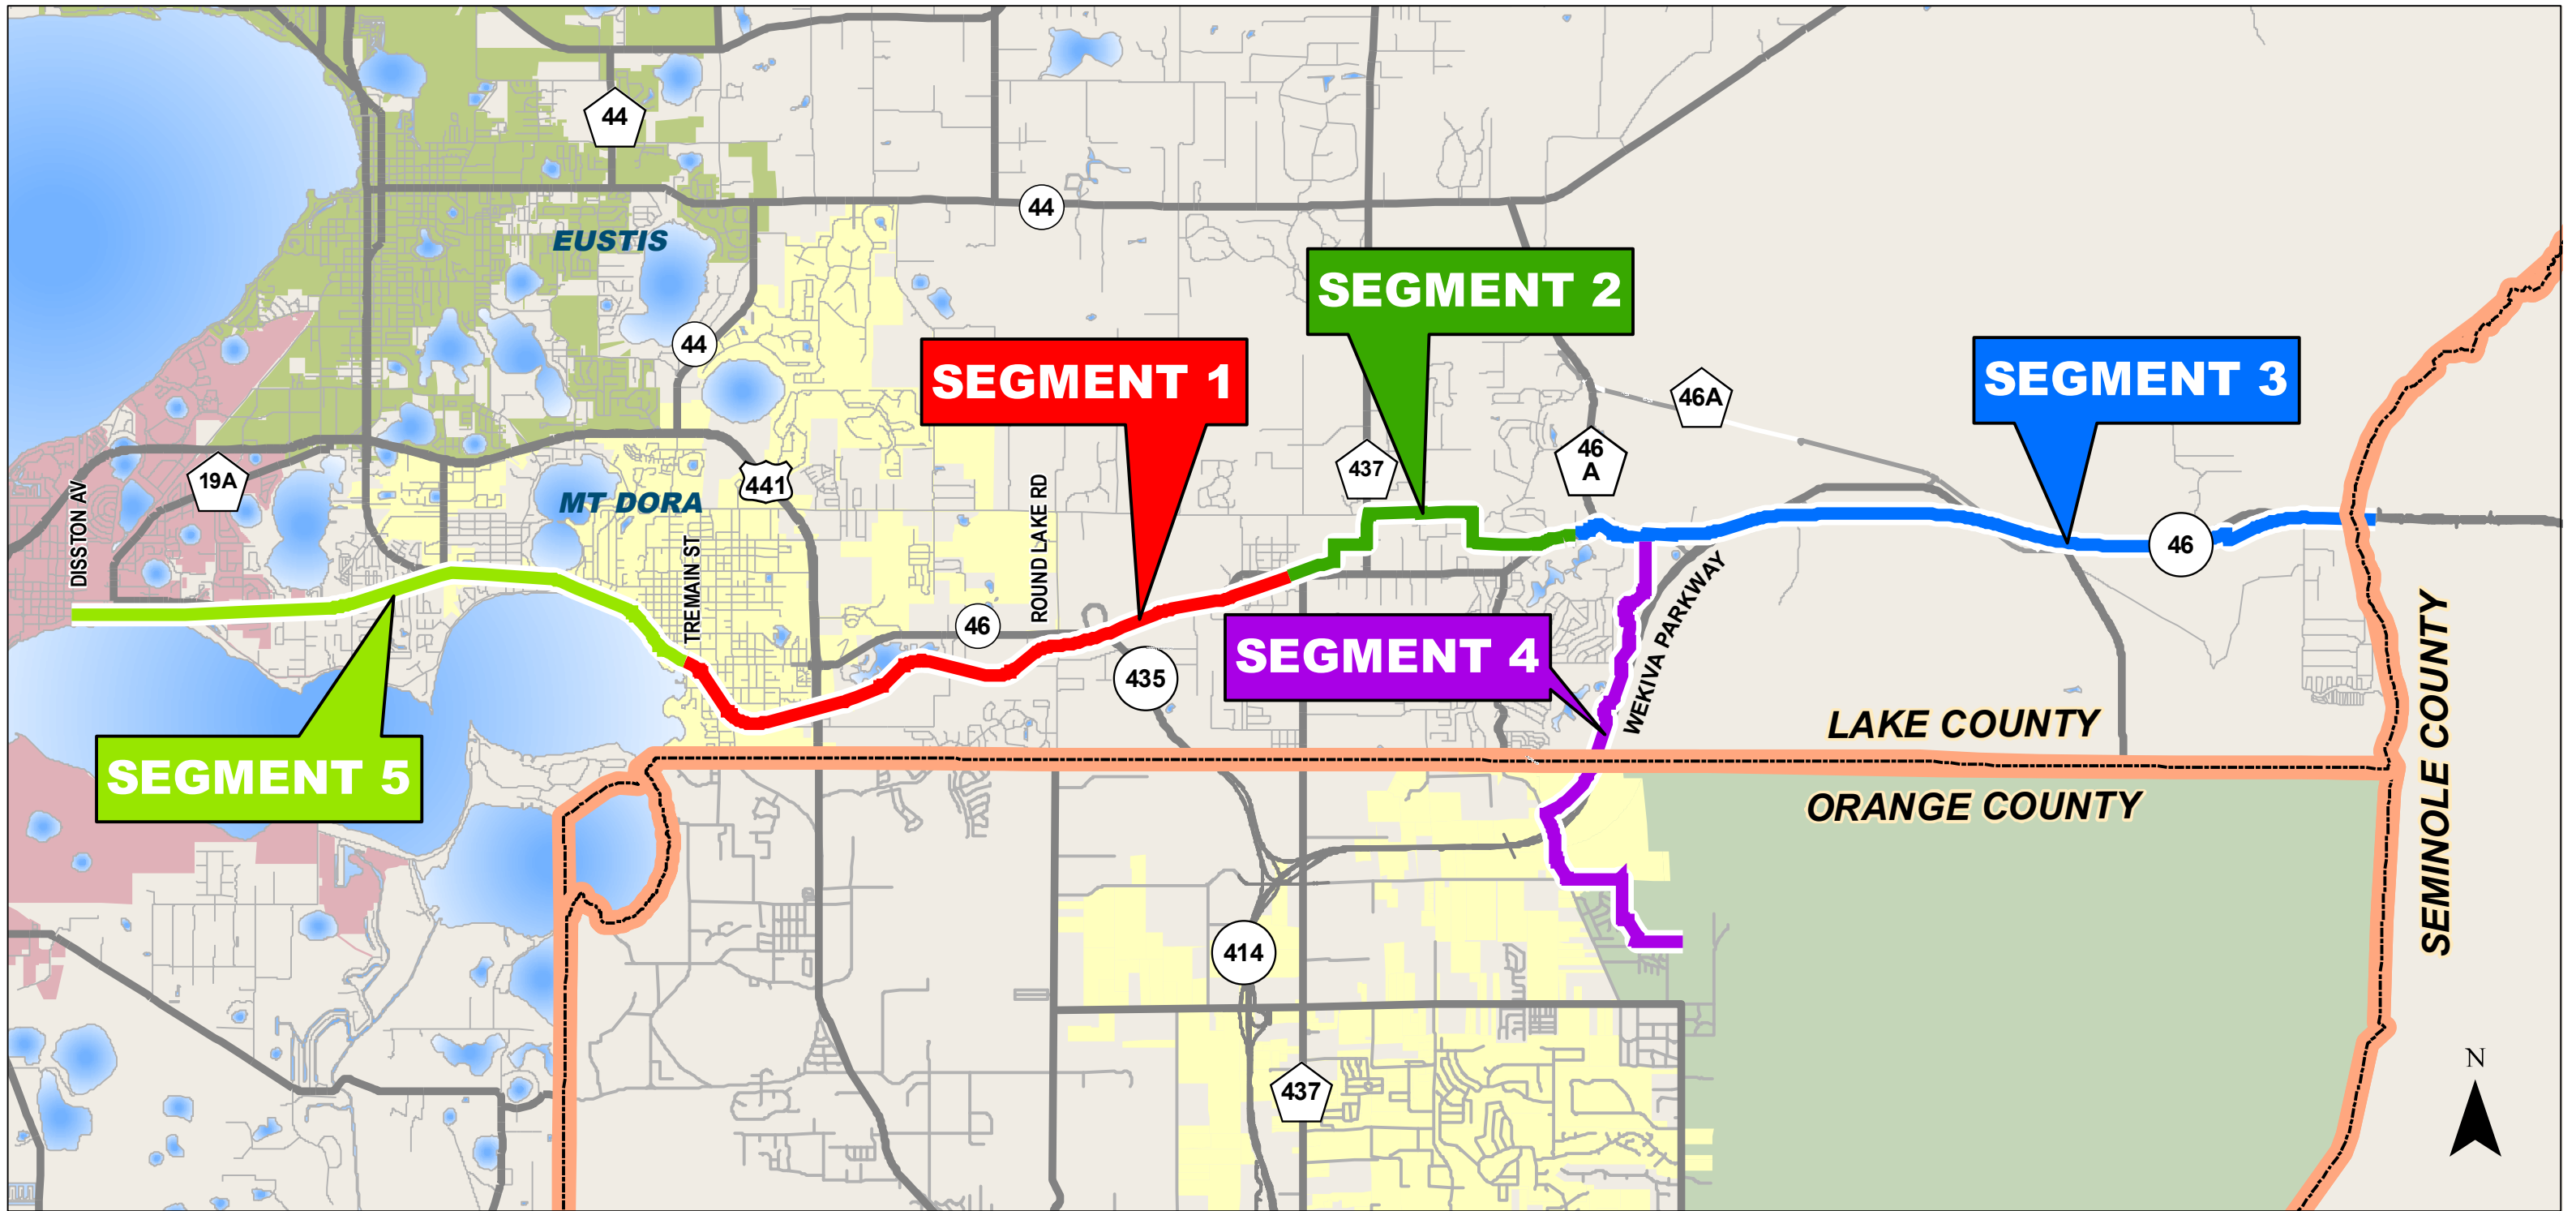 44
44
EUSTIS
SEGMENT 2
44
SEGMENT 1
46A
SEGMENT 3
46
A
437
19A
441
MT DORA
DISSTON AV
TREMAIN ST
ROUND LAKE RD
46
46
435
SEGMENT 4
WEKIVA PARKWAY
SEGMENT 5
LAKE COUNTY
ORANGE COUNTY
SEMINOLE COUNTY
414
437
N